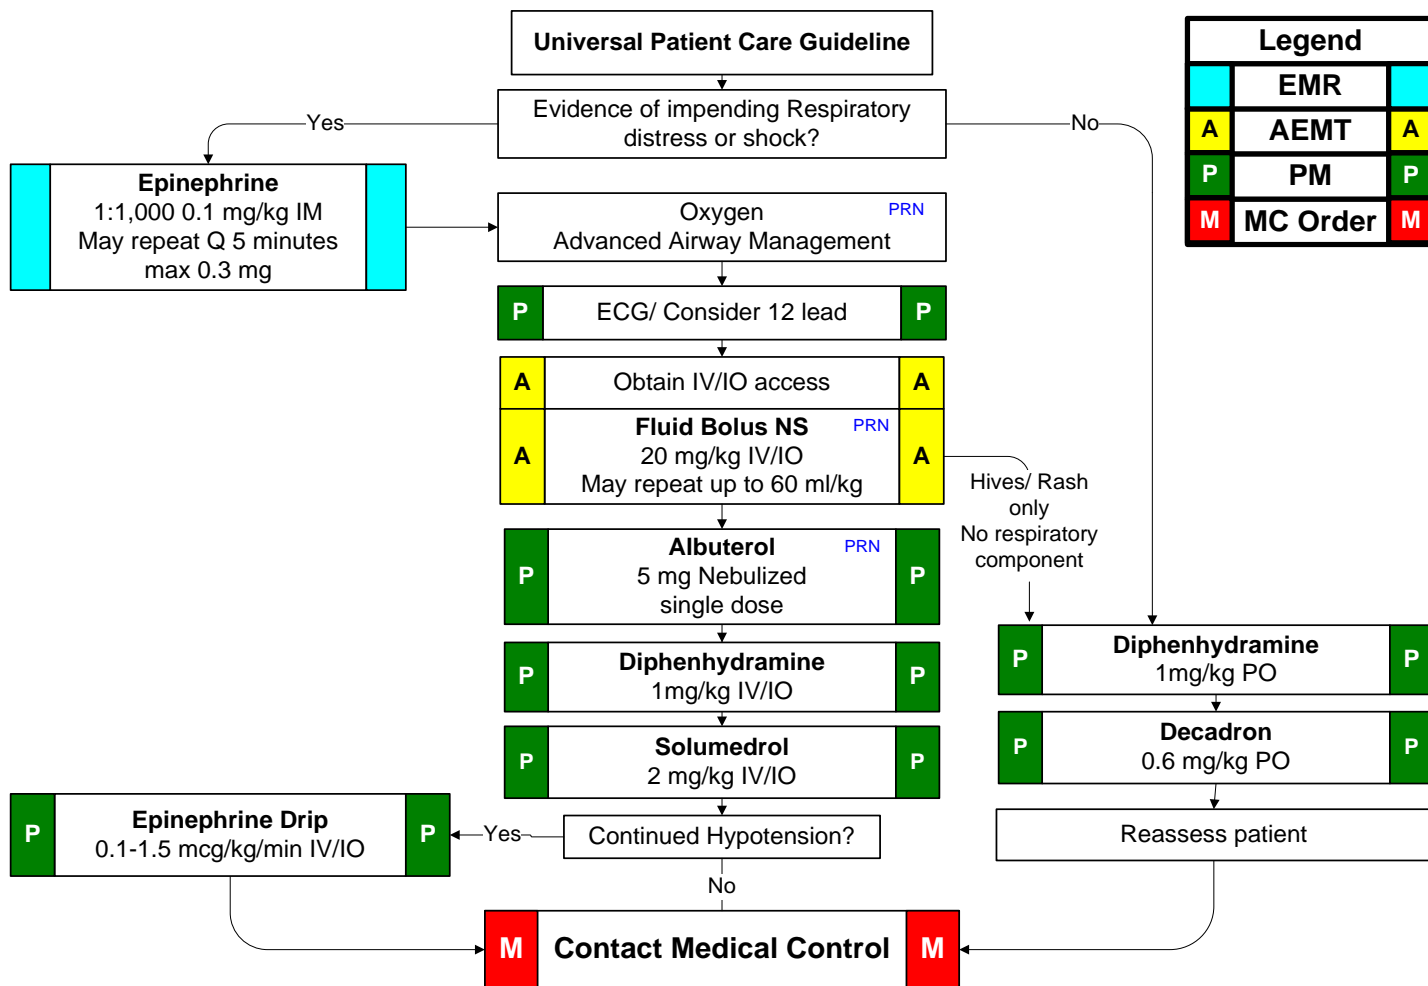 Universal Patient Care Guideline
Legend
EMR
A AEMT A
P PM P
M MC Order M
Evidence of impending Respiratory
distress or shock?
Yes
No
Epinephrine
1:1,000 0.1 mg/kg IM
May repeat Q 5 minutes
max 0.3 mg
Oxygen PRN
Advanced Airway Management
P ECG/ Consider 12 lead P
A Obtain IV/IO access A
Fluid Bolus NS PRN
A 20 mg/kg IV/IO A
May repeat up to 60 ml/kg
Hives/ Rash
only
No respiratory
component
Albuterol PRN
P 5 mg Nebulized P
single dose
Diphenhydramine
P 1mg/kg IV/IO P
Solumedrol
P 2 mg/kg IV/IO P
Diphenhydramine
P 1mg/kg PO P
Decadron
P 0.6 mg/kg PO P
Reassess patient
Continued Hypotension?
Yes
Epinephrine Drip
P 0.1-1.5 mcg/kg/min IV/IO P
No
M Contact Medical Control M